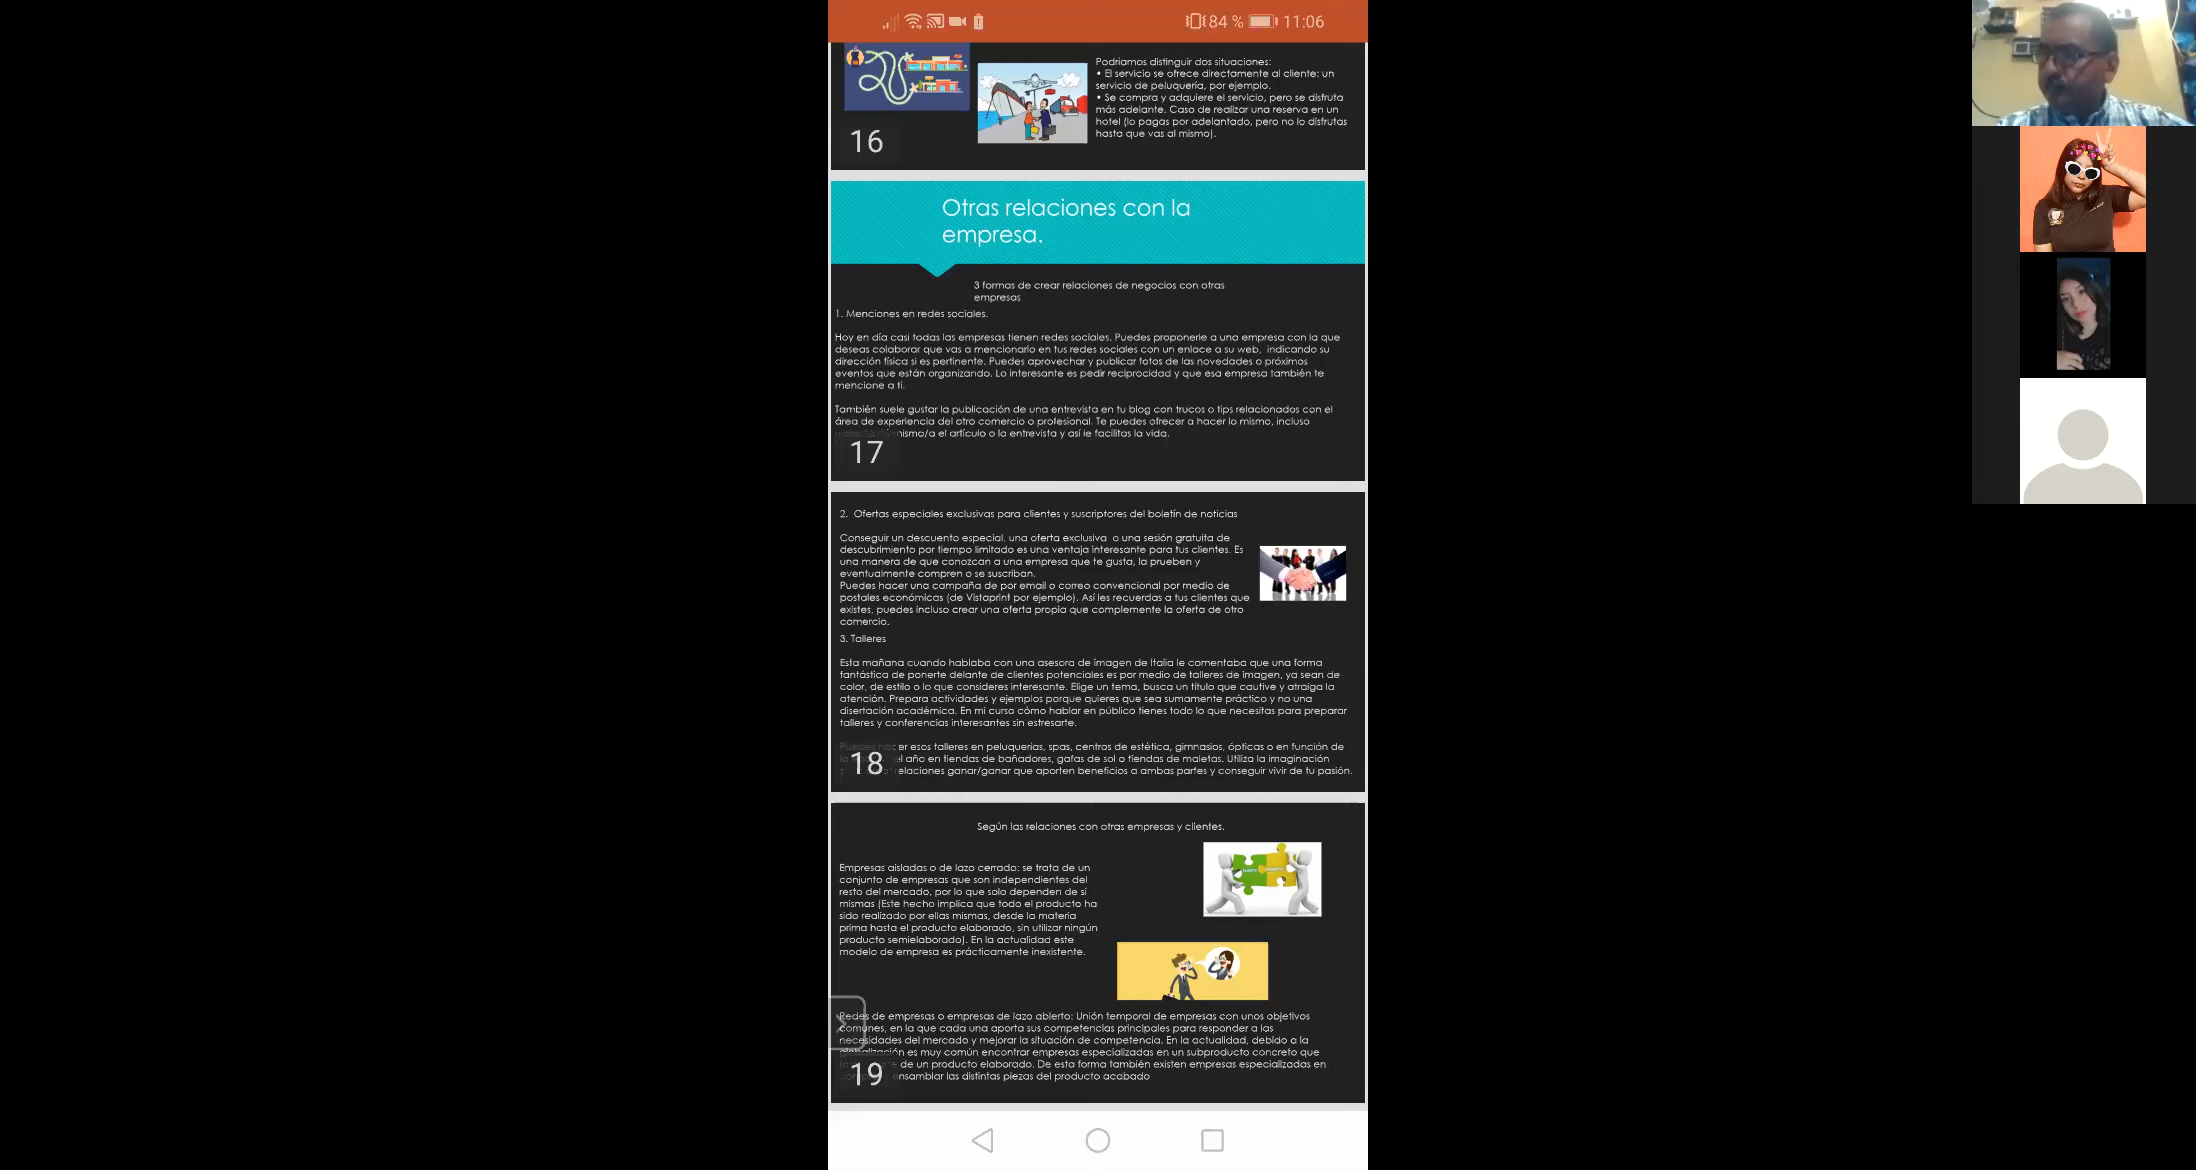 84 % 11:06
Podríamos distinguir dos situaciones:
• El servicio se ofrece directamente al cliente: un
servicio de peluquería, por ejemplo.
• Se compra y adquiere el servicio, pero se disfruta
más adelante. Caso de realizar una reserva en un
hotel (lo pagas por adelantado, pero no lo disfrutas
hasta que vas al mismo).
16
Otras relaciones con la
empresa.
3 formas de crear relaciones de negocios con otras
empresas
1. Menciones en redes sociales.
Hoy en día casi todas las empresas tienen redes sociales. Puedes proponerle a una empresa con la que
deseas colaborar que vas a mencionarlo en tus redes sociales con un enlace a su web, indicando su
dirección física si es pertinente. Puedes aprovechar y publicar fotos de las novedades o próximos
eventos que están organizando. Lo interesante es pedir reciprocidad y que esa empresa también te
mencione a ti.
También suele gustar la publicación de una entrevista en tu blog con trucos o tips relacionados con el
área de experiencia del otro comercio o profesional. Te puedes ofrecer a hacer lo mismo, incluso
mismo/a el artículo o la entrevista y así le facilitas la vida.
17
2. Ofertas especiales exclusivas para clientes y suscriptores del boletín de noticias
Conseguir un descuento especial, una oferta exclusiva o una sesión gratuita de
descubrimiento por tiempo limitado es una ventaja interesante para tus clientes. Es
una manera de que conozcan a una empresa que te gusta, la prueben y
eventualmente compren o se suscriban.
Puedes hacer una campaña de por email o correo convencional por medio de
postales económicas (de Vistaprint por ejemplo). Así les recuerdas a tus clientes que
existes, puedes incluso crear una oferta propia que complemente la oferta de otro
comercio.
3. Talleres
Esta mañana cuando hablaba con una asesora de imagen de Italia le comentaba que una forma
fantástica de ponerte delante de clientes potenciales es por medio de talleres de imagen, ya sean de
color, de estilo o lo que consideres interesante. Elige un tema, busca un título que cautive y atraiga la
atención. Prepara actividades y ejemplos porque quieres que sea sumamente práctico y no una
disertación académica. En mi curso cómo hablar en público tienes todo lo que necesitas para preparar
talleres y conferencias interesantes sin estresarte.
Puedes hacer esos talleres en peluquerías, spas, centros de estética, gimnasios, ópticas o en función de
el año en tiendas de bañadores, gafas de sol o tiendas de maletas. Utiliza la imaginación
relaciones ganar/ganar que aporten beneficios a ambas partes y conseguir vivir de tu pasión.
18
Según las relaciones con otras empresas y clientes.
Empresas aisladas o de lazo cerrado: se trata de un
conjunto de empresas que son independientes del
resto del mercado, por lo que solo dependen de sí
mismas (Este hecho implica que todo el producto ha
sido realizado por ellas mismas, desde la materia
prima hasta el producto elaborado, sin utilizar ningún
producto semielaborado). En la actualidad este
modelo de empresa es prácticamente inexistente.
Redes de empresas o empresas de lazo abierto: Unión temporal de empresas con unos objetivos
comunes, en la que cada una aporta sus competencias principales para responder a las
necesidades del mercado y mejorar la situación de competencia. En la actualidad, debido a la
globalización es muy común encontrar empresas especializadas en un subproducto concreto que
de un producto elaborado. De esta forma también existen empresas especializadas en
ensamblar las distintas piezas del producto acabado
19